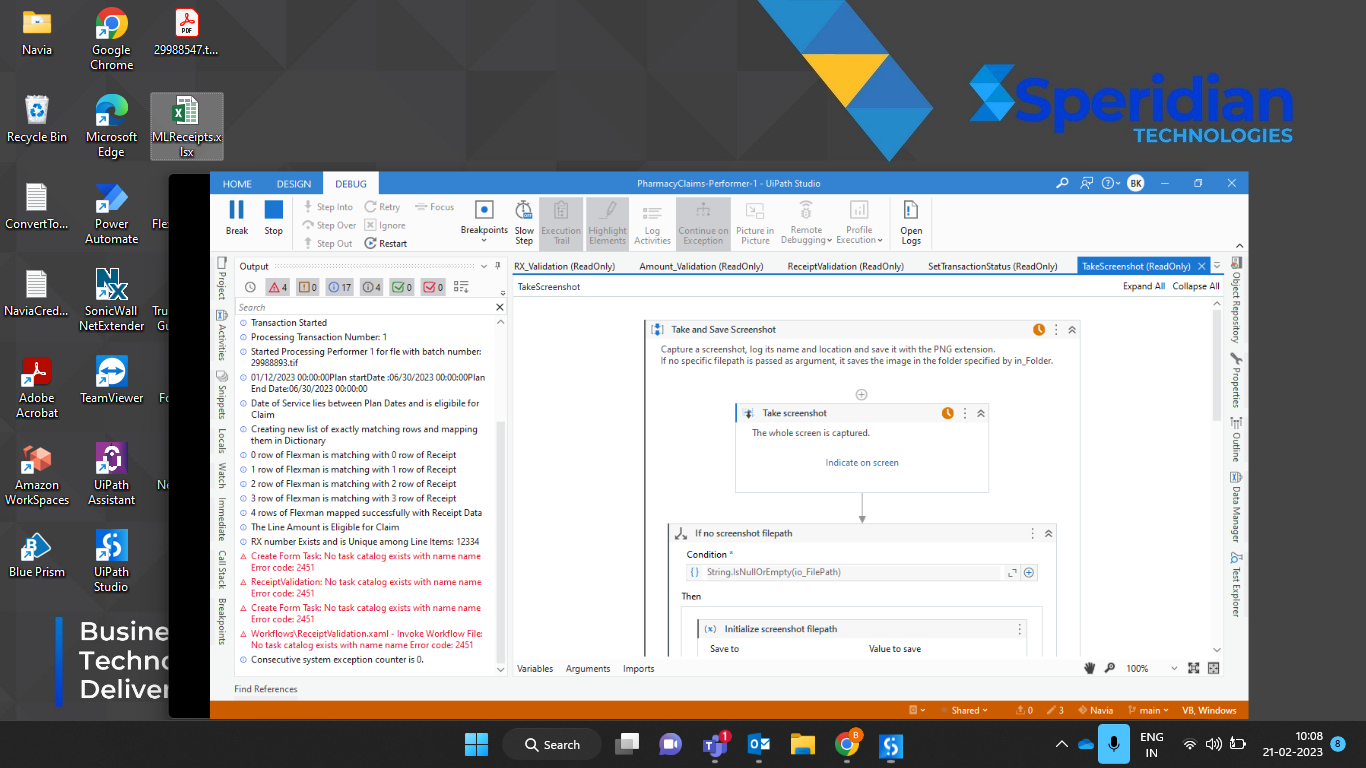 Navia
Google Chrome
29988547.t...
Recycle Bin
Microsoft Edge
MLReceipts.xlsx
ConvertTo...
Power Automate
Flex
NaviaCred...
SonicWall NetExtender
Adobe Acrobat
TeamViewer
Amazon WorkSpaces
UiPath Assistant
Blue Prism
UiPath Studio
PDF
Speridian
TECHNOLOGIES
Busine
Techno
Deliver
HOME
DESIGN
DEBUG
PharmacyClaims-Performer-1 - UiPath Studio
BK
Break
Stop
Step Into
Step Over
Step Out
Retry
Ignore
Restart
Focus
Breakpoints
Slow Step
Execution Trail
Highlight Elements
Log Activities
Continue on Exception
Picture in Picture
Remote Debugging
Profile Execution
Open Logs
Project
Activities
Snippets
Locals
Watch
Immediate
Call Stack
Breakpoints
Output
4
0
17
4
0
0
Search
Transaction Started
Processing Transaction Number: 1
Started Processing Performer 1 for fle with batch number:
29988893.tif
01/12/2023 00:00:00Plan startDate :06/30/2023 00:00:00Plan
End Date:06/30/2023 00:00:00
Date of Service lies between Plan Dates and is eligibile for
Claim
Creating new list of exactly matching rows and mapping
them in Dictionary
0 row of Flexman is matching with 0 row of Receipt
1 row of Flexman is matching with 1 row of Receipt
2 row of Flexman is matching with 2 row of Receipt
3 row of Flexman is matching with 3 row of Receipt
4 rows of Flexman mapped successfully with Receipt Data
The Line Amount is Eligible for Claim
RX number Exists and is Unique among Line Items: 12334
Create Form Task: No task catalog exists with name name
Error code: 2451
ReceiptValidation: No task catalog exists with name name
Error code: 2451
Create Form Task: No task catalog exists with name name
Error code: 2451
Workflows\ReceiptValidation.xaml - Invoke Workflow File:
No task catalog exists with name name Error code: 2451
Consecutive system exception counter is 0.
Find References
RX_Validation (ReadOnly)
Amount_Validation (ReadOnly)
ReceiptValidation (ReadOnly)
SetTransactionStatus (ReadOnly)
TakeScreenshot (ReadOnly)
TakeScreenshot
Expand All
Collapse All
Take and Save Screenshot
Capture a screenshot, log its name and location and save it with the PNG extension.
If no specific filepath is passed as argument, it saves the image in the folder specified by in_Folder.
Take screenshot
The whole screen is captured.
Indicate on screen
If no screenshot filepath
Condition *
String.IsNullOrEmpty(io_FilePath)
Then
Initialize screenshot filepath
Save to
Value to save
Variables
Arguments
Imports
100%
Object Repository
Properties
Outline
Data Manager
Test Explorer
Shared
0
3
Navia
main
VB, Windows
Search
1
B
ENG
IN
10:08
21-02-2023
8